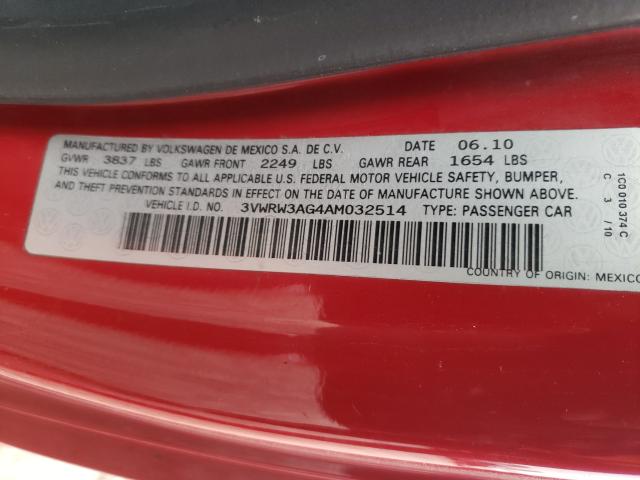 MANUFACTURED BY VOLKSWAGEN DE MEXICO S.A. DE C.V. DATE 06.10
GVWR 3837 LBS GAWR FRONT 2249 LBS GAWR REAR 1654 LBS
THIS VEHICLE CONFORMS TO ALL APPLICABLE U.S. FEDERAL MOTOR VEHICLE SAFETY, BUMPER,
AND THEFT PREVENTION STANDARDS IN EFFECT ON THE DATE OF MANUFACTURE SHOWN ABOVE.
VEHICLE I.D. NO. 3VWRW3AG4AM032514 TYPE: PASSENGER CAR
COUNTRY OF ORIGIN: MEXICO
1C0 010 374 C
C 3 /10